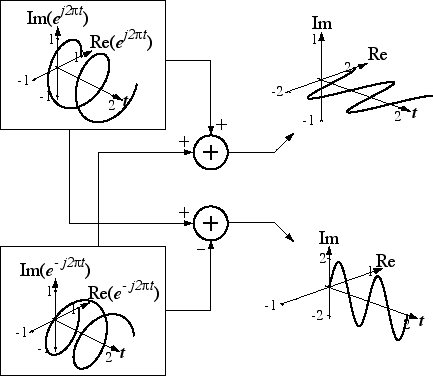 Im(e^{j2πt})
Re(e^{j2πt})
1
1
-1
-1
2
t
Im
1
Re
2
-2
-1
2
t
+
+
+
+
+
−
Im(e^{-j2πt})
Re(e^{-j2πt})
1
1
-1
-
2
t
Im
2
Re
1
-1
-2
2
t